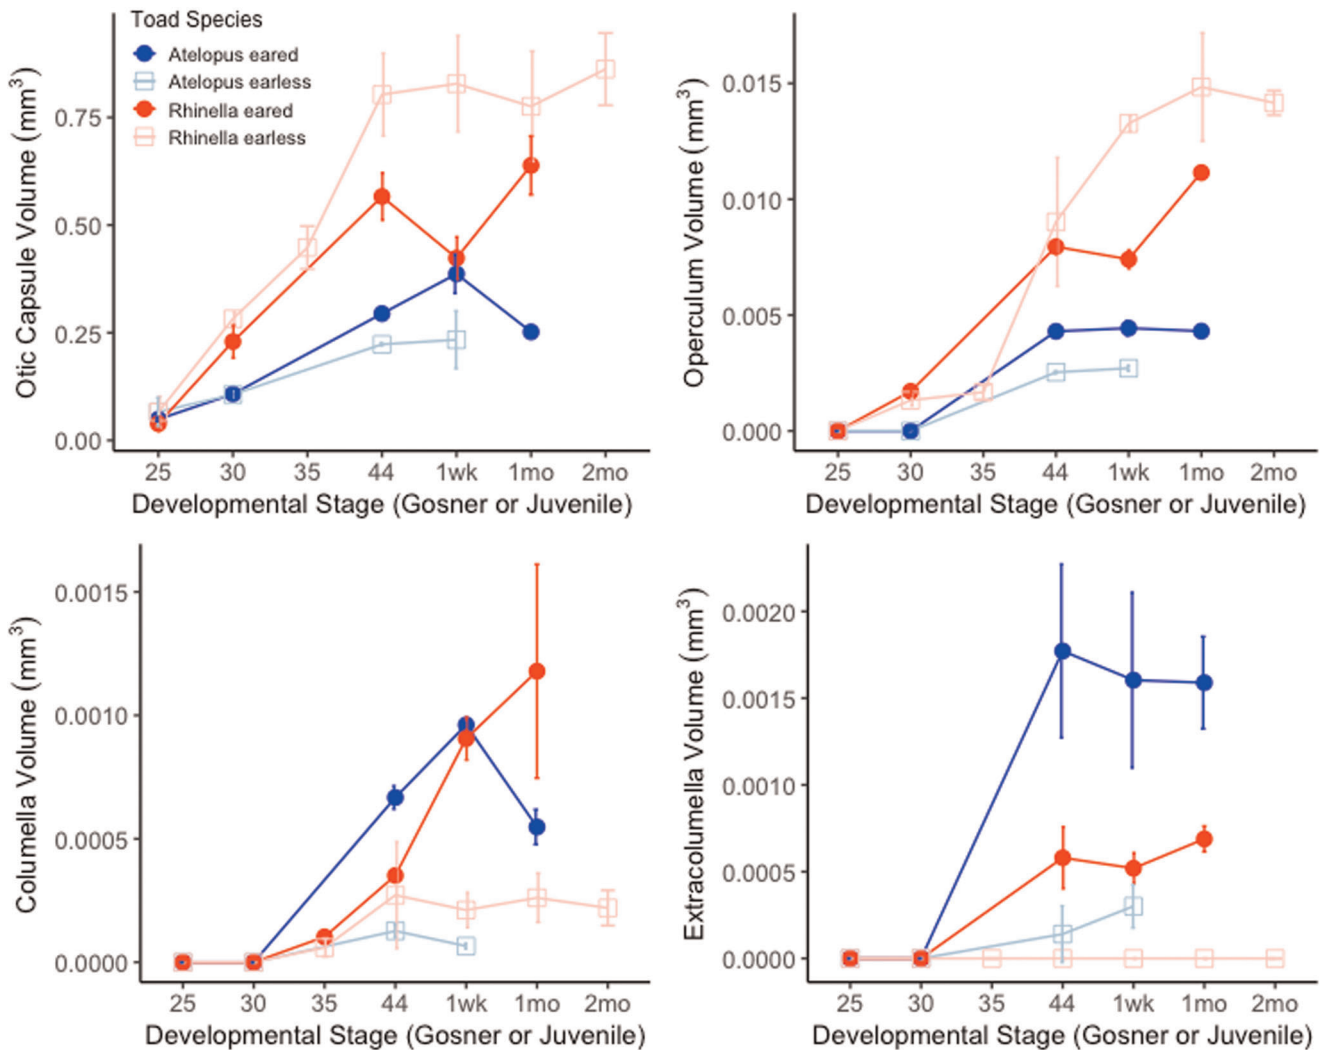 Toad Species
Atelopus eared
Atelopus earless
Rhinella eared
Rhinella earless
Otic Capsule Volume (mm³)
0.75
0.50
0.25
0.00
25 30 35 44 1wk 1mo 2mo
Developmental Stage (Gosner or Juvenile)
Operculum Volume (mm³)
0.015
0.010
0.005
0.000
25 30 35 44 1wk 1mo 2mo
Developmental Stage (Gosner or Juvenile)
Columella Volume (mm³)
0.0015
0.0010
0.0005
0.0000
25 30 35 44 1wk 1mo 2mo
Developmental Stage (Gosner or Juvenile)
Extracolumella Volume (mm³)
0.0020
0.0015
0.0010
0.0005
0.0000
25 30 35 44 1wk 1mo 2mo
Developmental Stage (Gosner or Juvenile)